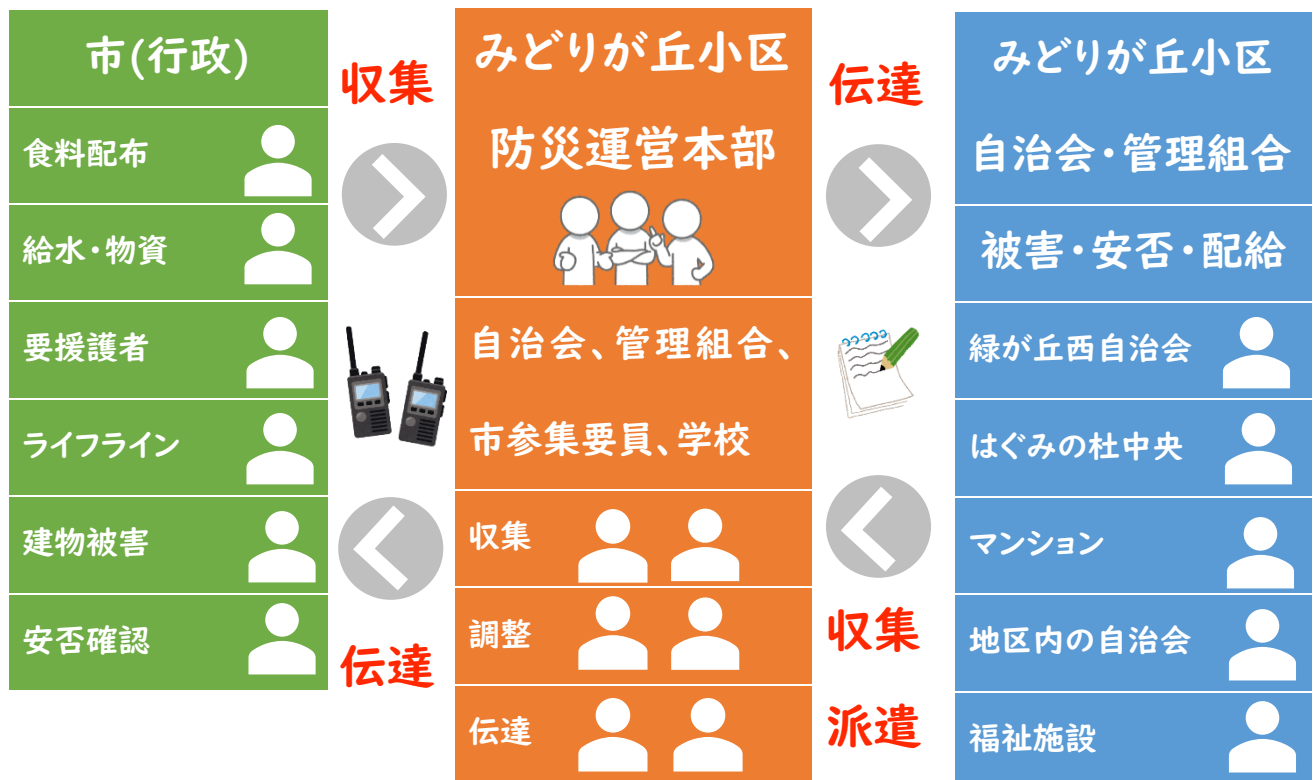 市(行政)
食料配布
給水・物資
要援護者
ライフライン
建物被害
安否確認
収集
伝達
みどりが丘小区
防災運営本部
自治会、管理組合、
市参集要員、学校
収集
調整
伝達
伝達
収集
派遣
みどりが丘小区
自治会・管理組合
被害・安否・配給
緑が丘西自治会
はぐみの杜中央
マンション
地区内の自治会
福祉施設